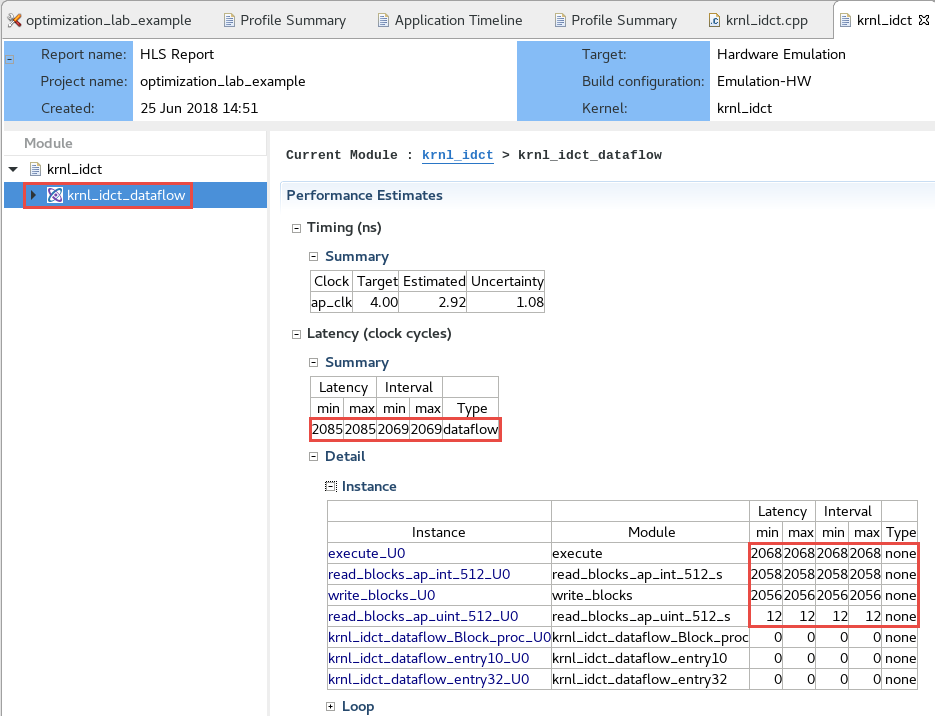 optimization_lab_example Profile Summary Application Timeline Profile Summary krnl_idct.cpp krnl_idct
Report name: HLS Report Target: Hardware Emulation
Project name: optimization_lab_example Build configuration: Emulation-HW
Created: 25 Jun 2018 14:51 Kernel: krnl_idct
Module
krnl_idct
krnl_idct_dataflow
Current Module : krnl_idct > krnl_idct_dataflow
Performance Estimates
Timing (ns)
Summary
Clock Target Estimated Uncertainty
ap_clk 4.00 2.92 1.08
Latency (clock cycles)
Summary
Latency Interval
min max min max Type
2085 2085 2069 2069 dataflow
Detail
Instance
Latency Interval
Instance Module min max min max Type
execute_U0 execute 2068 2068 2068 2068 none
read_blocks_ap_int_512_U0 read_blocks_ap_int_512_s 2058 2058 2058 2058 none
write_blocks_U0 write_blocks 2056 2056 2056 2056 none
read_blocks_ap_uint_512_U0 read_blocks_ap_uint_512_s 12 12 12 12 none
krnl_idct_dataflow_Block_proc_U0 krnl_idct_dataflow_Block_proc 0 0 0 0 none
krnl_idct_dataflow_entry10_U0 krnl_idct_dataflow_entry10 0 0 0 0 none
krnl_idct_dataflow_entry32_U0 krnl_idct_dataflow_entry32 0 0 0 0 none
Loop